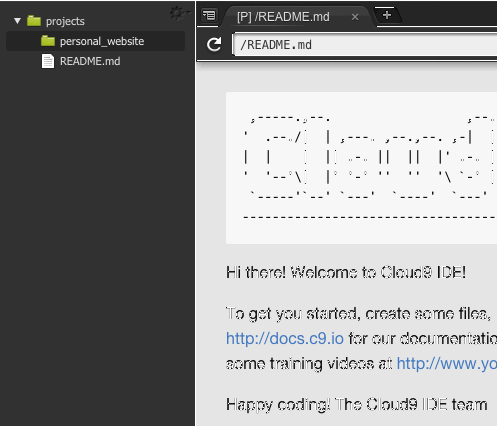 projects
personal_website
README.md
[P] /README.md
/README.md
Hi there! Welcome to Cloud9 IDE!
To get you started, create some files,
http://docs.c9.io for our documentatio
some training videos at http://www.yo
Happy coding! The Cloud9 IDE team